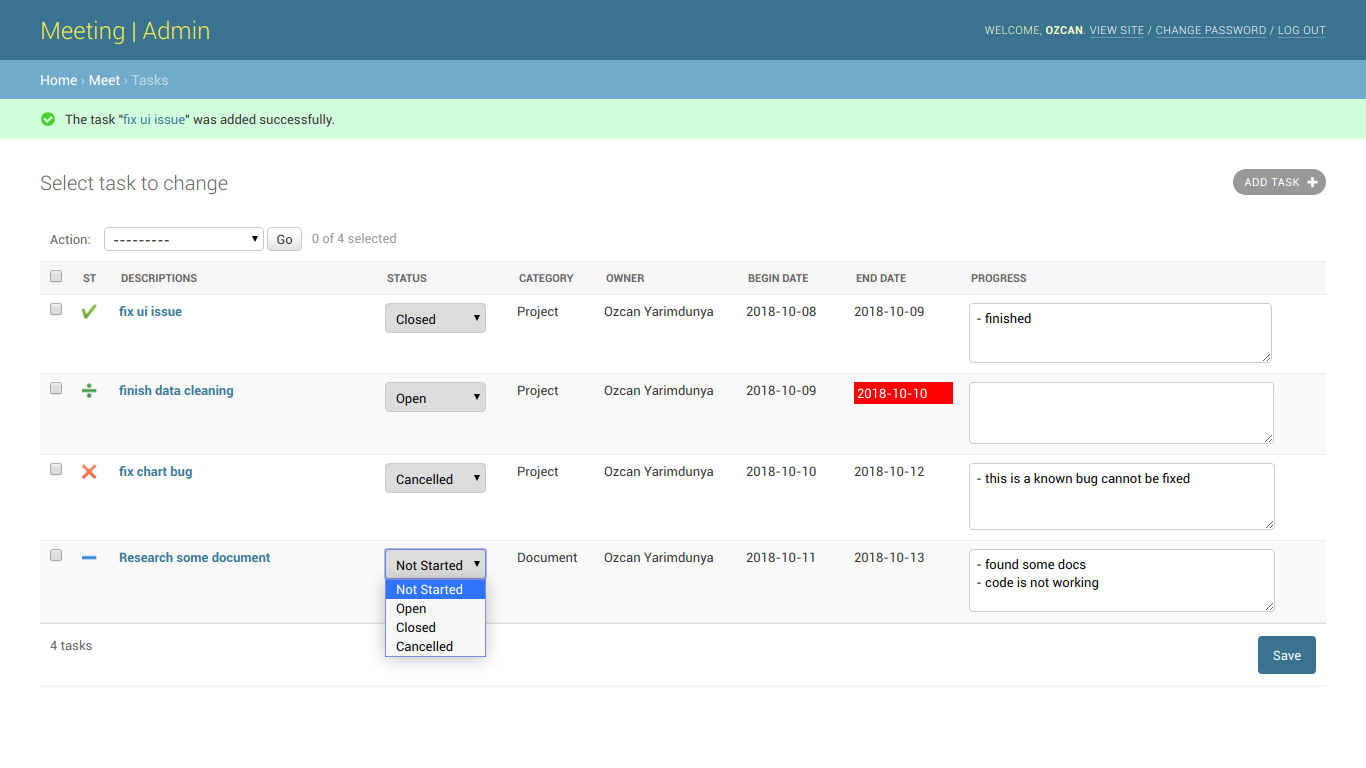 Meeting | Admin
WELCOME, OZCAN. VIEW SITE / CHANGE PASSWORD / LOG OUT
Home › Meet › Tasks
The task "fix ui issue" was added successfully.
Select task to change
ADD TASK +
Action: --------- Go 0 of 4 selected
ST DESCRIPTIONS STATUS CATEGORY OWNER BEGIN DATE END DATE PROGRESS
fix ui issue Closed Project Ozcan Yarimdunya 2018-10-08 2018-10-09 - finished
finish data cleaning Open Project Ozcan Yarimdunya 2018-10-09 2018-10-10
fix chart bug Cancelled Project Ozcan Yarimdunya 2018-10-10 2018-10-12 - this is a known bug cannot be fixed
Research some document Not Started Document Ozcan Yarimdunya 2018-10-11 2018-10-13 - found some docs
- code is not working
Not Started
Open
Closed
Cancelled
4 tasks
Save